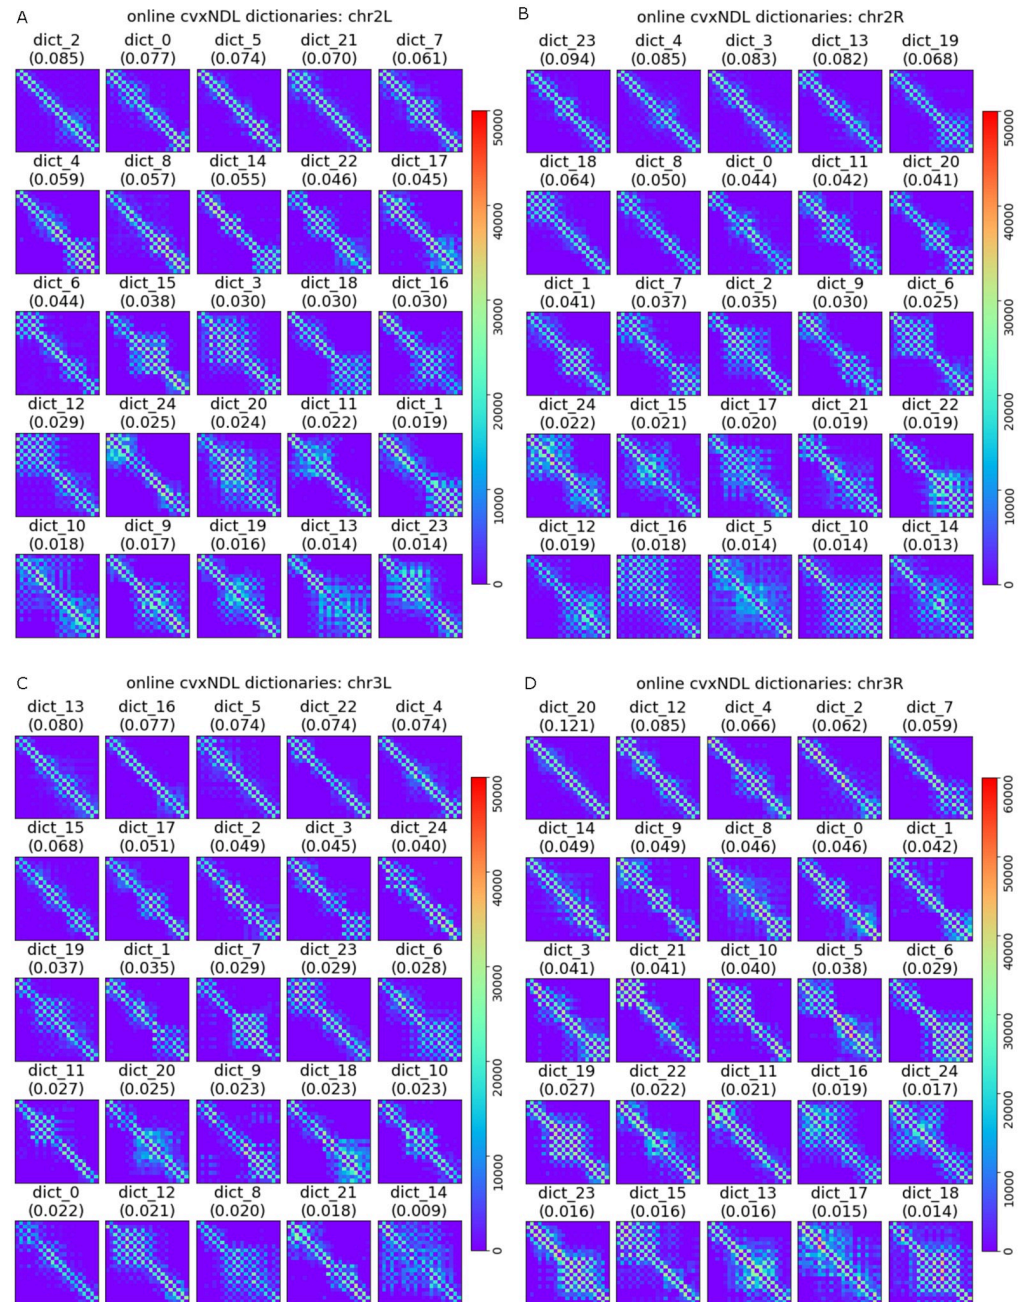 A
online cvxNDL dictionaries: chr2L
dict_2 dict_0 dict_5 dict_21 dict_7
(0.085) (0.077) (0.074) (0.070) (0.061)
dict_4 dict_8 dict_14 dict_22 dict_17
(0.059) (0.057) (0.055) (0.046) (0.045)
dict_6 dict_15 dict_3 dict_18 dict_16
(0.044) (0.038) (0.030) (0.030) (0.030)
dict_12 dict_24 dict_20 dict_11 dict_1
(0.029) (0.025) (0.024) (0.022) (0.019)
dict_10 dict_9 dict_19 dict_13 dict_23
(0.018) (0.017) (0.016) (0.014) (0.014)
50000
40000
30000
20000
10000
0
B
online cvxNDL dictionaries: chr2R
dict_23 dict_4 dict_3 dict_13 dict_19
(0.094) (0.085) (0.083) (0.082) (0.068)
dict_18 dict_8 dict_0 dict_11 dict_20
(0.064) (0.050) (0.044) (0.042) (0.041)
dict_1 dict_7 dict_2 dict_9 dict_6
(0.041) (0.037) (0.035) (0.030) (0.025)
dict_24 dict_15 dict_17 dict_21 dict_22
(0.022) (0.021) (0.020) (0.019) (0.019)
dict_12 dict_16 dict_5 dict_10 dict_14
(0.019) (0.018) (0.014) (0.014) (0.013)
50000
40000
30000
20000
10000
0
C
online cvxNDL dictionaries: chr3L
dict_13 dict_16 dict_5 dict_22 dict_4
(0.080) (0.077) (0.074) (0.074) (0.074)
dict_15 dict_17 dict_2 dict_3 dict_24
(0.068) (0.051) (0.049) (0.045) (0.040)
dict_19 dict_1 dict_7 dict_23 dict_6
(0.037) (0.035) (0.029) (0.029) (0.028)
dict_11 dict_20 dict_9 dict_18 dict_10
(0.027) (0.025) (0.023) (0.023) (0.023)
dict_0 dict_12 dict_8 dict_21 dict_14
(0.022) (0.021) (0.020) (0.018) (0.009)
50000
40000
30000
20000
10000
0
D
online cvxNDL dictionaries: chr3R
dict_20 dict_12 dict_4 dict_2 dict_7
(0.121) (0.085) (0.066) (0.062) (0.059)
dict_14 dict_9 dict_8 dict_0 dict_1
(0.049) (0.049) (0.046) (0.046) (0.042)
dict_3 dict_21 dict_10 dict_5 dict_6
(0.041) (0.041) (0.040) (0.038) (0.029)
dict_19 dict_22 dict_11 dict_16 dict_24
(0.027) (0.022) (0.021) (0.019) (0.017)
dict_23 dict_15 dict_13 dict_17 dict_18
(0.016) (0.016) (0.016) (0.015) (0.014)
60000
50000
40000
30000
20000
10000
0